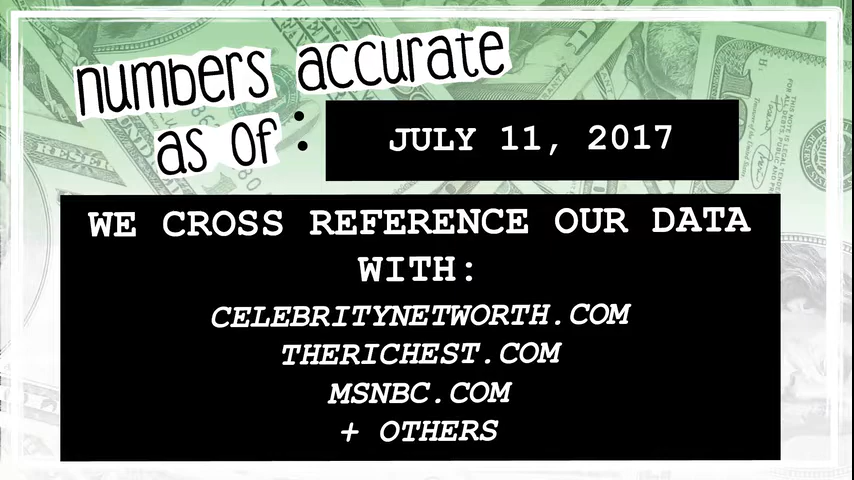 numbers accurate
as of:
JULY 11, 2017
WE CROSS REFERENCE OUR DATA
WITH:
CELEBRITYNETWORTH.COM
THERICHEST.COM
MSNBC.COM
+ OTHERS